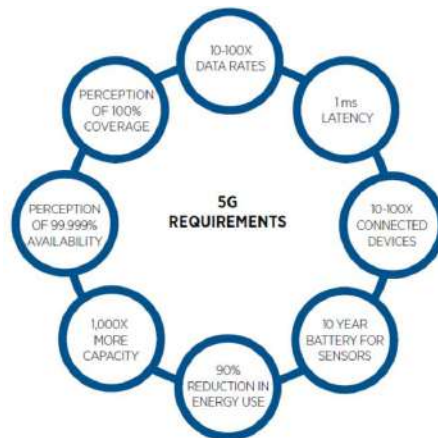 10-100X
DATA RATES
1 ms
LATENCY
10-100X
CONNECTED
DEVICES
10 YEAR
BATTERY FOR
SENSORS
90%
REDUCTION IN
ENERGY USE
1,000X
MORE
CAPACITY
PERCEPTION
OF 99.999%
AVAILABILITY
PERCEPTION
OF 100%
COVERAGE
5G
REQUIREMENTS